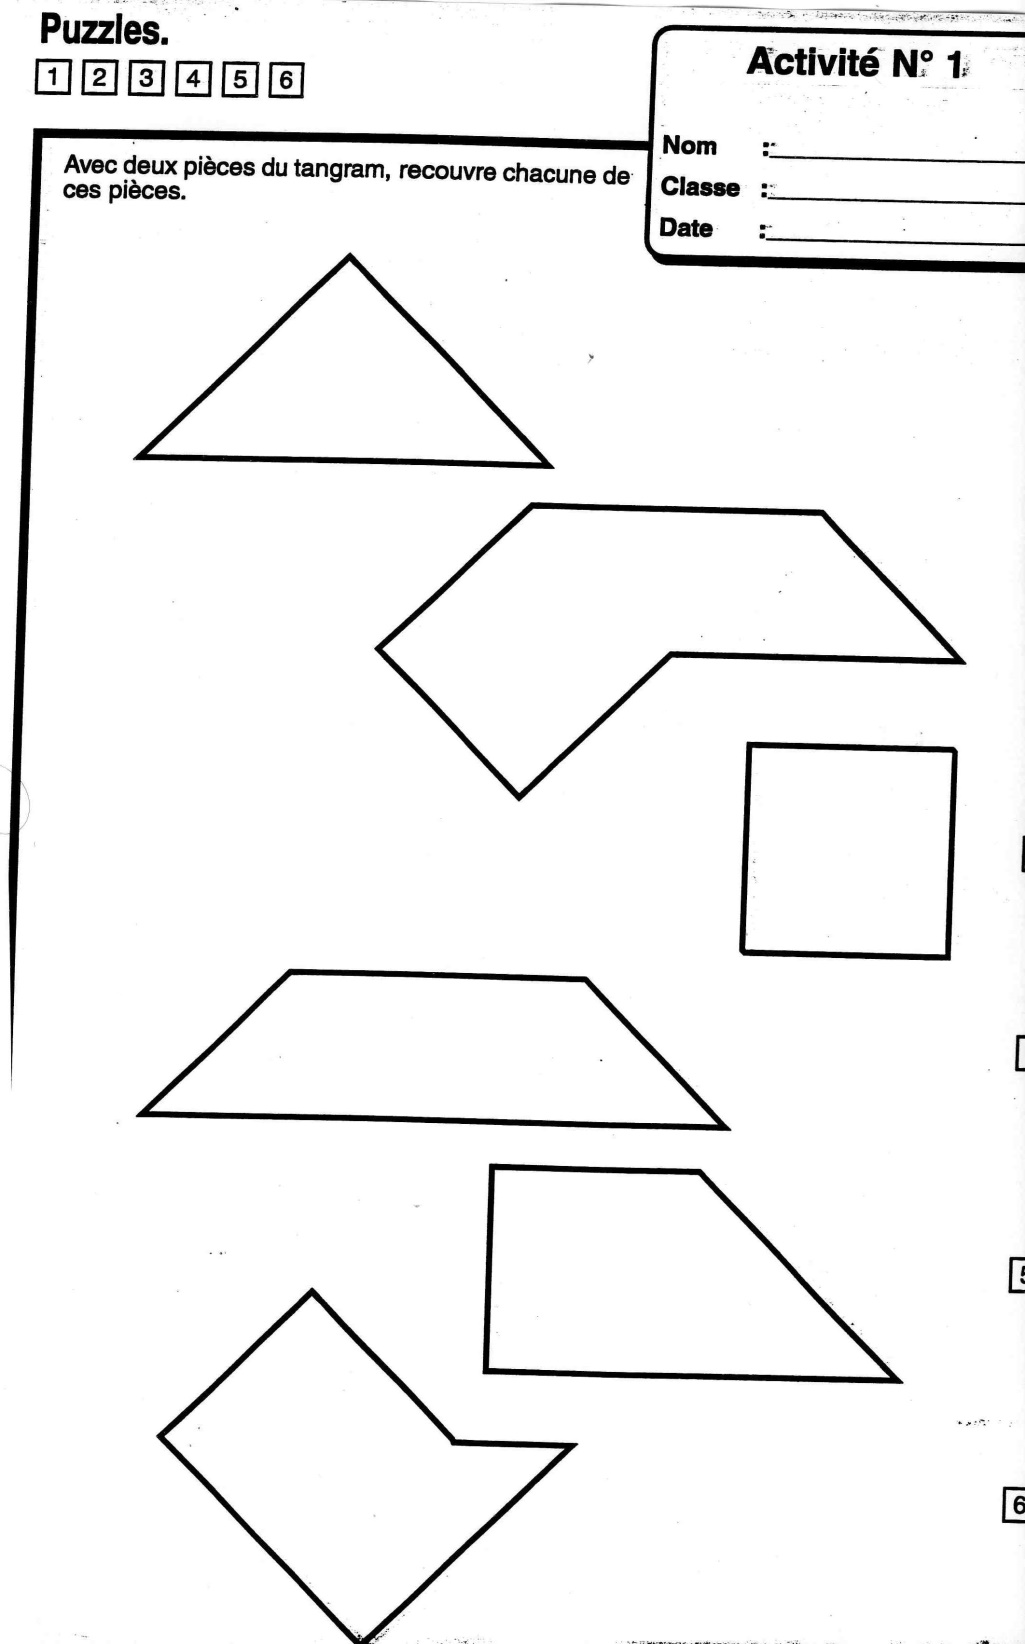 Puzzles.
1 2 3 4 5 6
Activité N° 1
Nom :
Classe :
Date :
Avec deux pièces du tangram, recouvre chacune de
ces pièces.
5
6